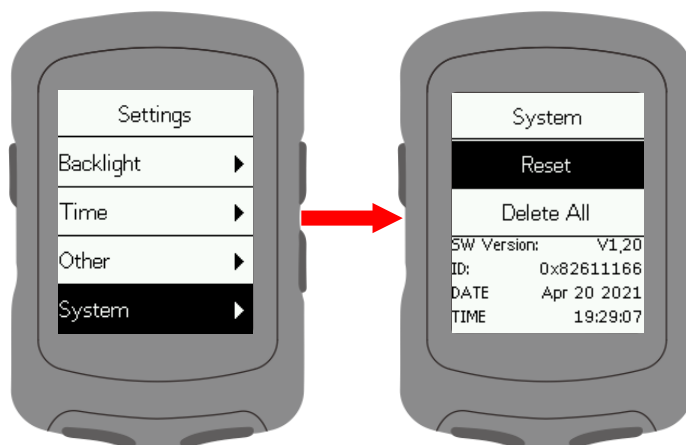 Settings
Backlight
Time
Other
System
System
Reset
Delete All
SW Version: V1,20
ID: 0x82611166
DATE Apr 20 2021
TIME 19:29:07